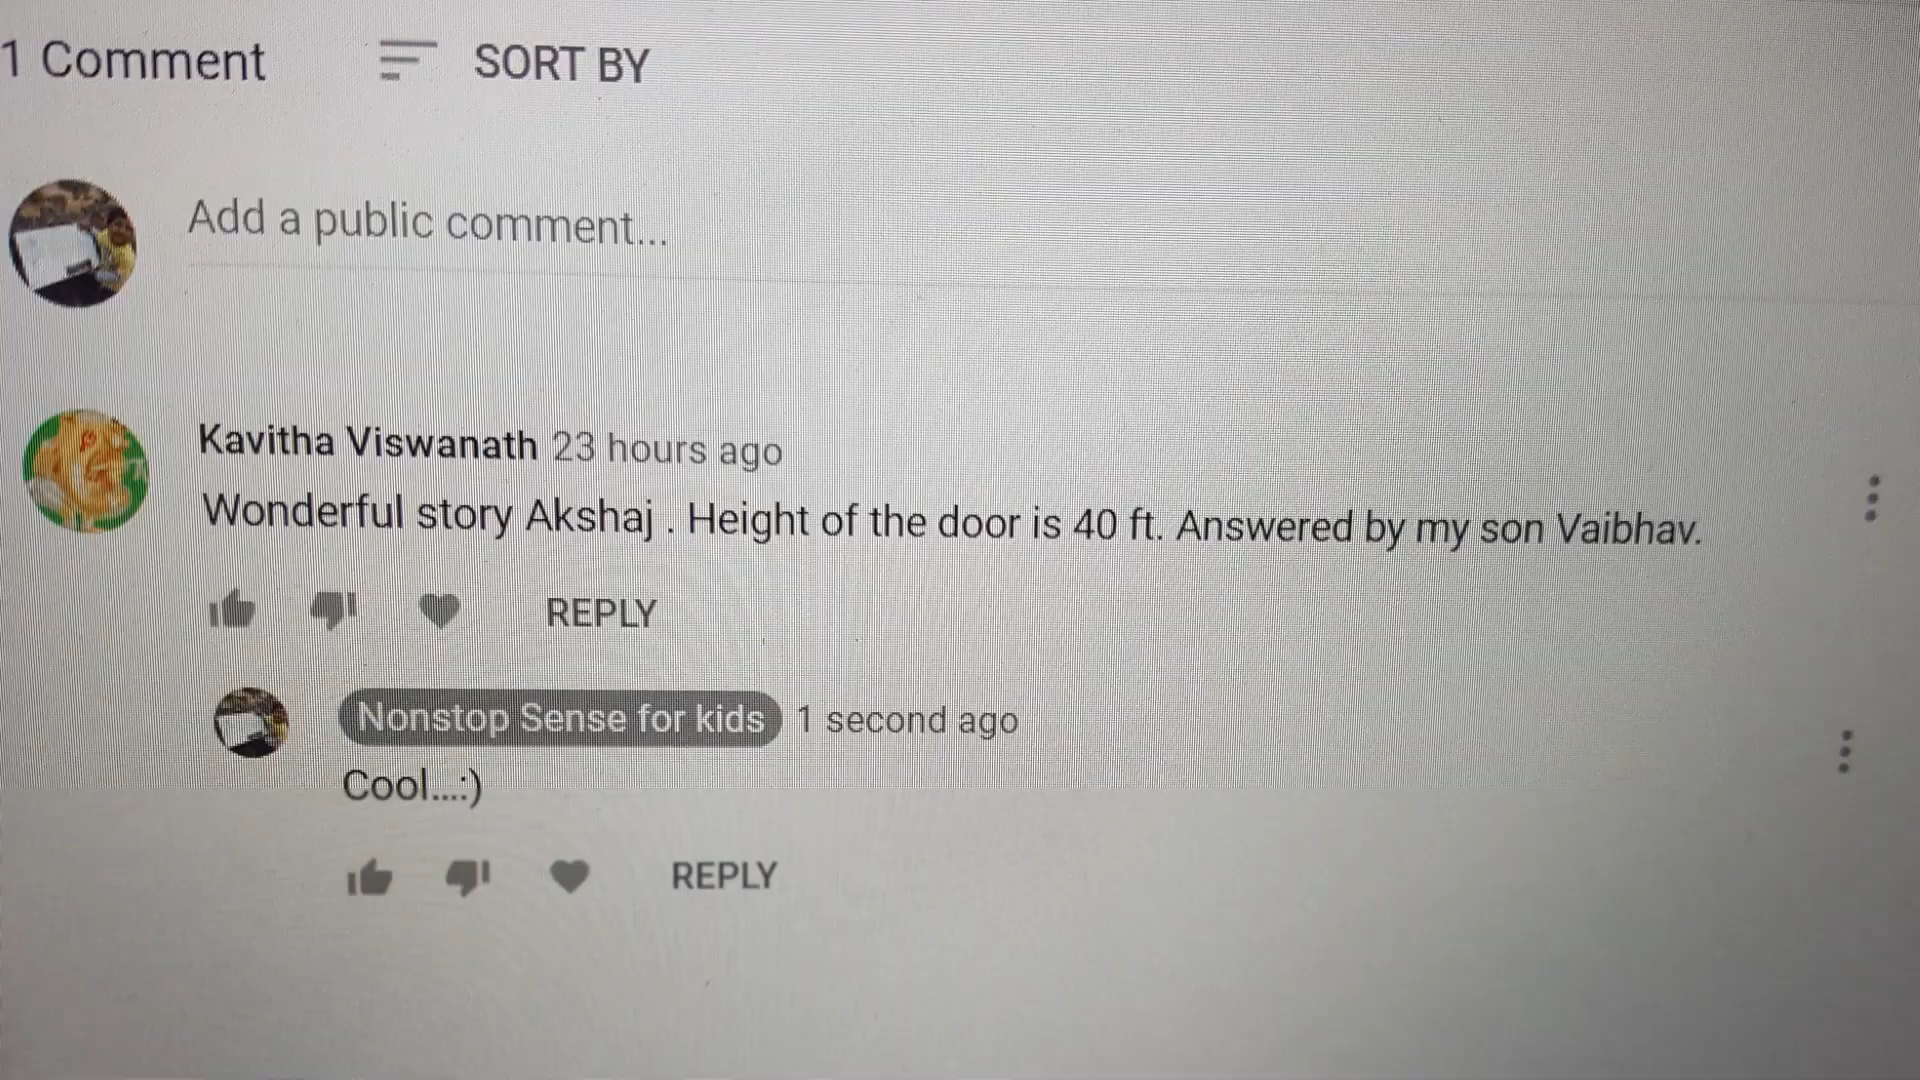 1 Comment SORT BY
Add a public comment...
Kavitha Viswanath 23 hours ago
Wonderful story Akshaj . Height of the door is 40 ft. Answered by my son Vaibhav.
REPLY
Nonstop Sense for kids 1 second ago
Cool....:)
REPLY